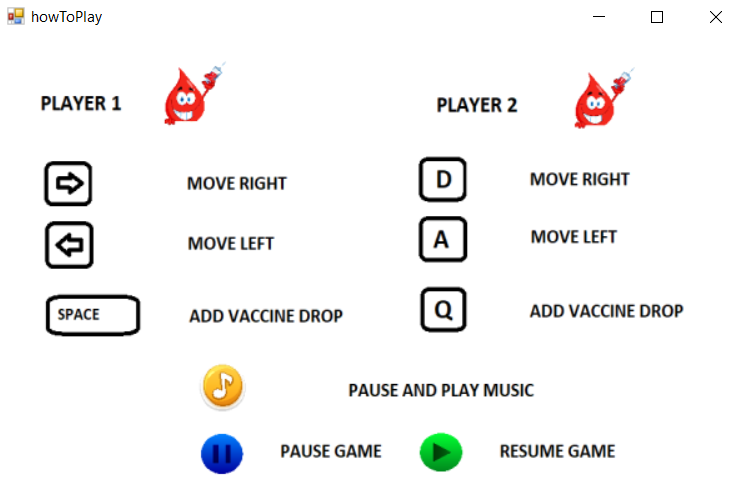 howToPlay
PLAYER 1
PLAYER 2
MOVE RIGHT
D
MOVE RIGHT
MOVE LEFT
A
MOVE LEFT
SPACE
ADD VACCINE DROP
Q
ADD VACCINE DROP
PAUSE AND PLAY MUSIC
PAUSE GAME
RESUME GAME